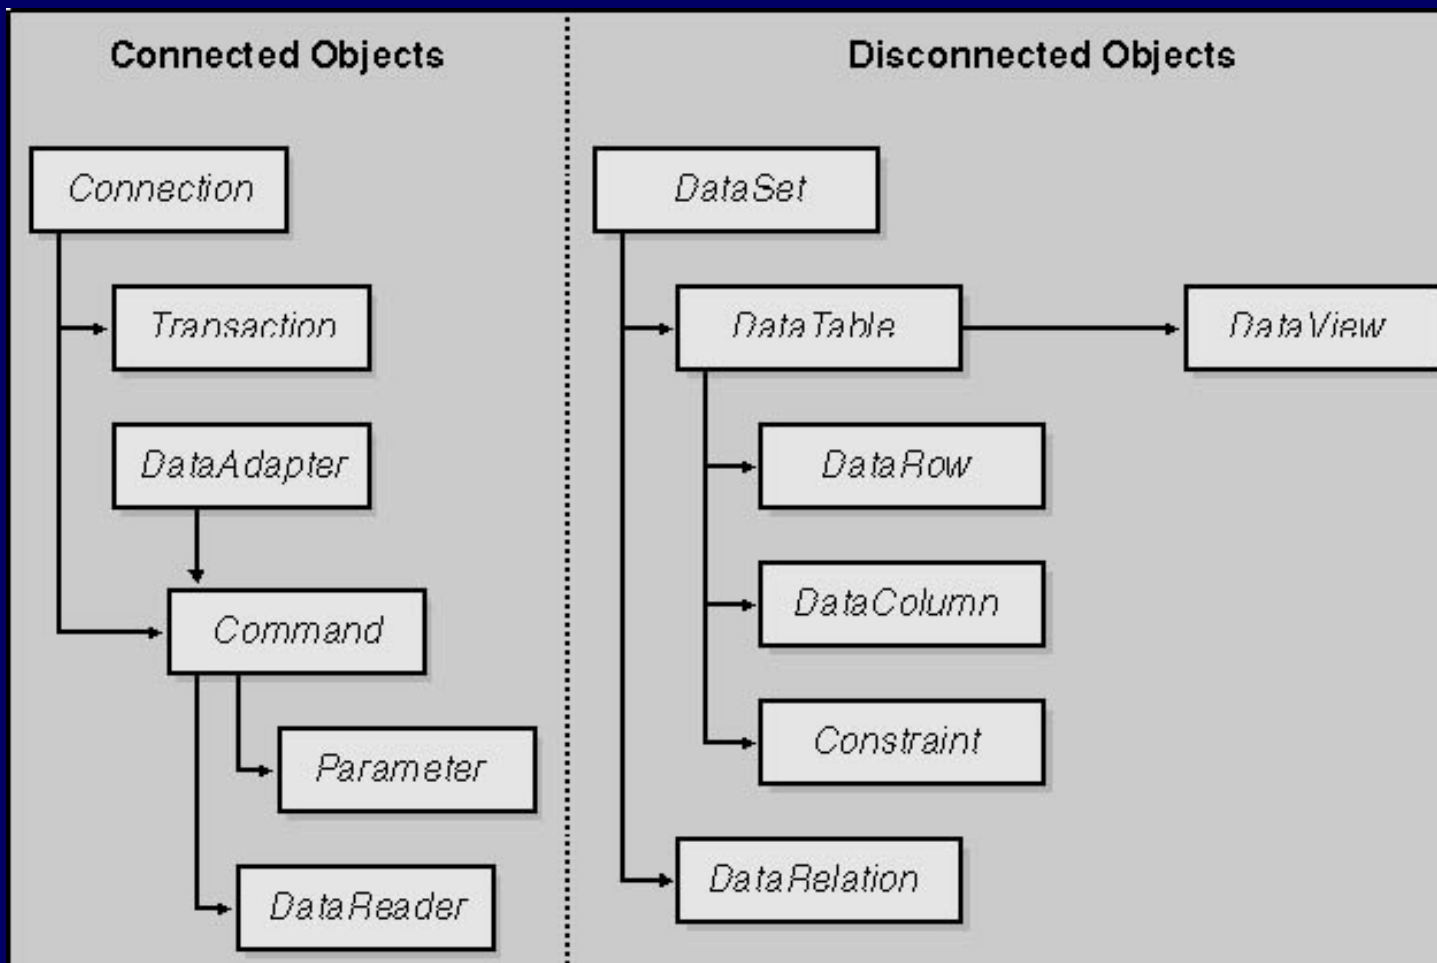 Connected Objects
Disconnected Objects
Connection
DataSet
Transaction
DataTable
DataView
DataAdapter
DataRow
Command
DataColumn
Parameter
Constraint
DataReader
DataRelation